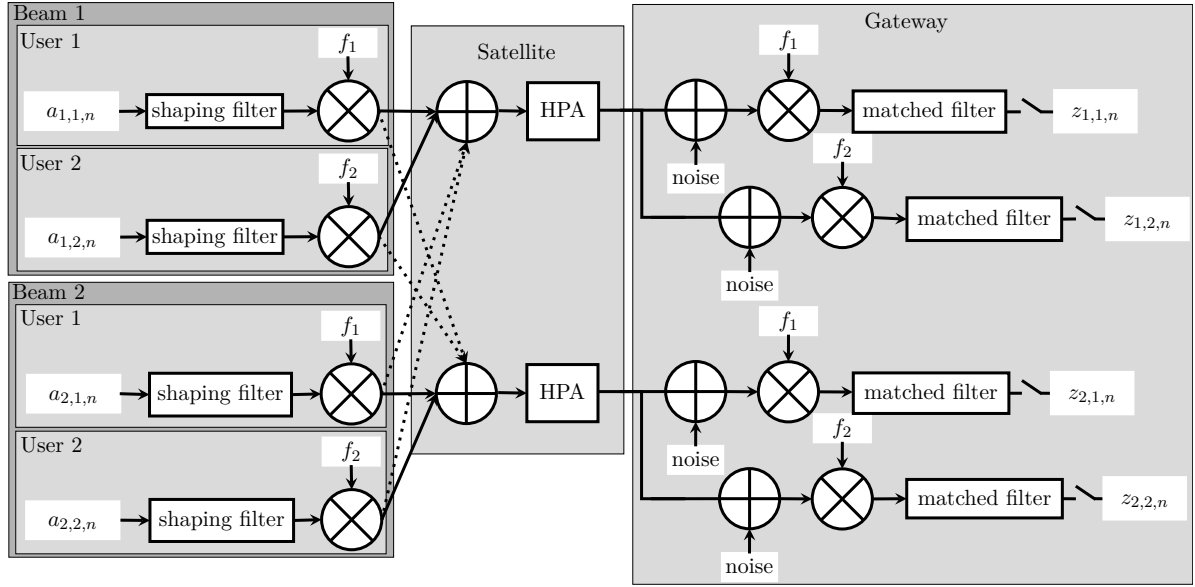 Beam 1
User 1
f₁
a₁,₁,ₙ
shaping filter
User 2
f₂
a₁,₂,ₙ
shaping filter
Beam 2
User 1
f₁
a₂,₁,ₙ
shaping filter
User 2
f₂
a₂,₂,ₙ
shaping filter
Satellite
HPA
HPA
Gateway
f₁
noise
matched filter
z₁,₁,ₙ
f₂
noise
matched filter
z₁,₂,ₙ
f₁
noise
matched filter
z₂,₁,ₙ
f₂
noise
matched filter
z₂,₂,ₙ